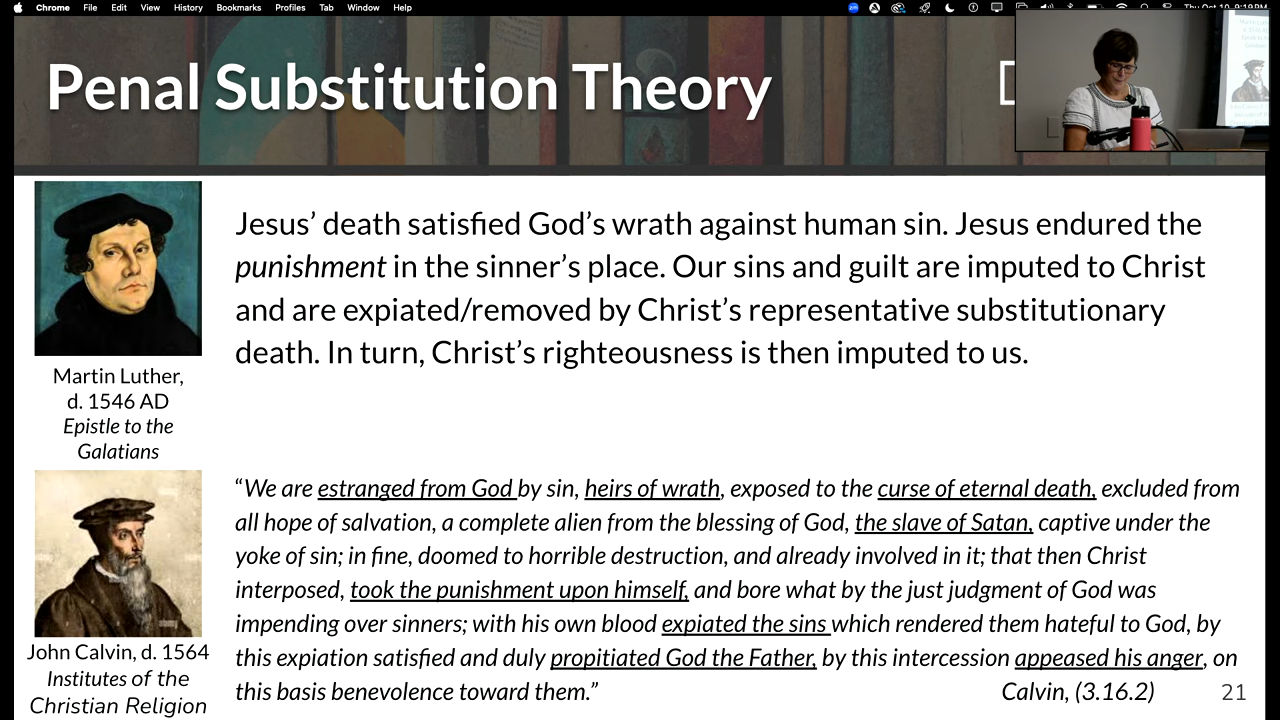 Chrome File Edit View History Bookmarks Profiles Tab Window Help
Thu Oct 10 9:19 PM
Penal Substitution Theory
Jesus’ death satisfied God’s wrath against human sin. Jesus endured the
punishment in the sinner’s place. Our sins and guilt are imputed to Christ
and are expiated/removed by Christ’s representative substitutionary
death. In turn, Christ’s righteousness is then imputed to us.
Martin Luther,
d. 1546 AD
Epistle to the
Galatians
“We are estranged from God by sin, heirs of wrath, exposed to the curse of eternal death, excluded from
all hope of salvation, a complete alien from the blessing of God, the slave of Satan, captive under the
yoke of sin; in fine, doomed to horrible destruction, and already involved in it; that then Christ
interposed, took the punishment upon himself, and bore what by the just judgment of God was
impending over sinners; with his own blood expiated the sins which rendered them hateful to God, by
this expiation satisfied and duly propitiated God the Father, by this intercession appeased his anger, on
this basis benevolence toward them.” Calvin, (3.16.2)
John Calvin, d. 1564
Institutes of the
Christian Religion
21